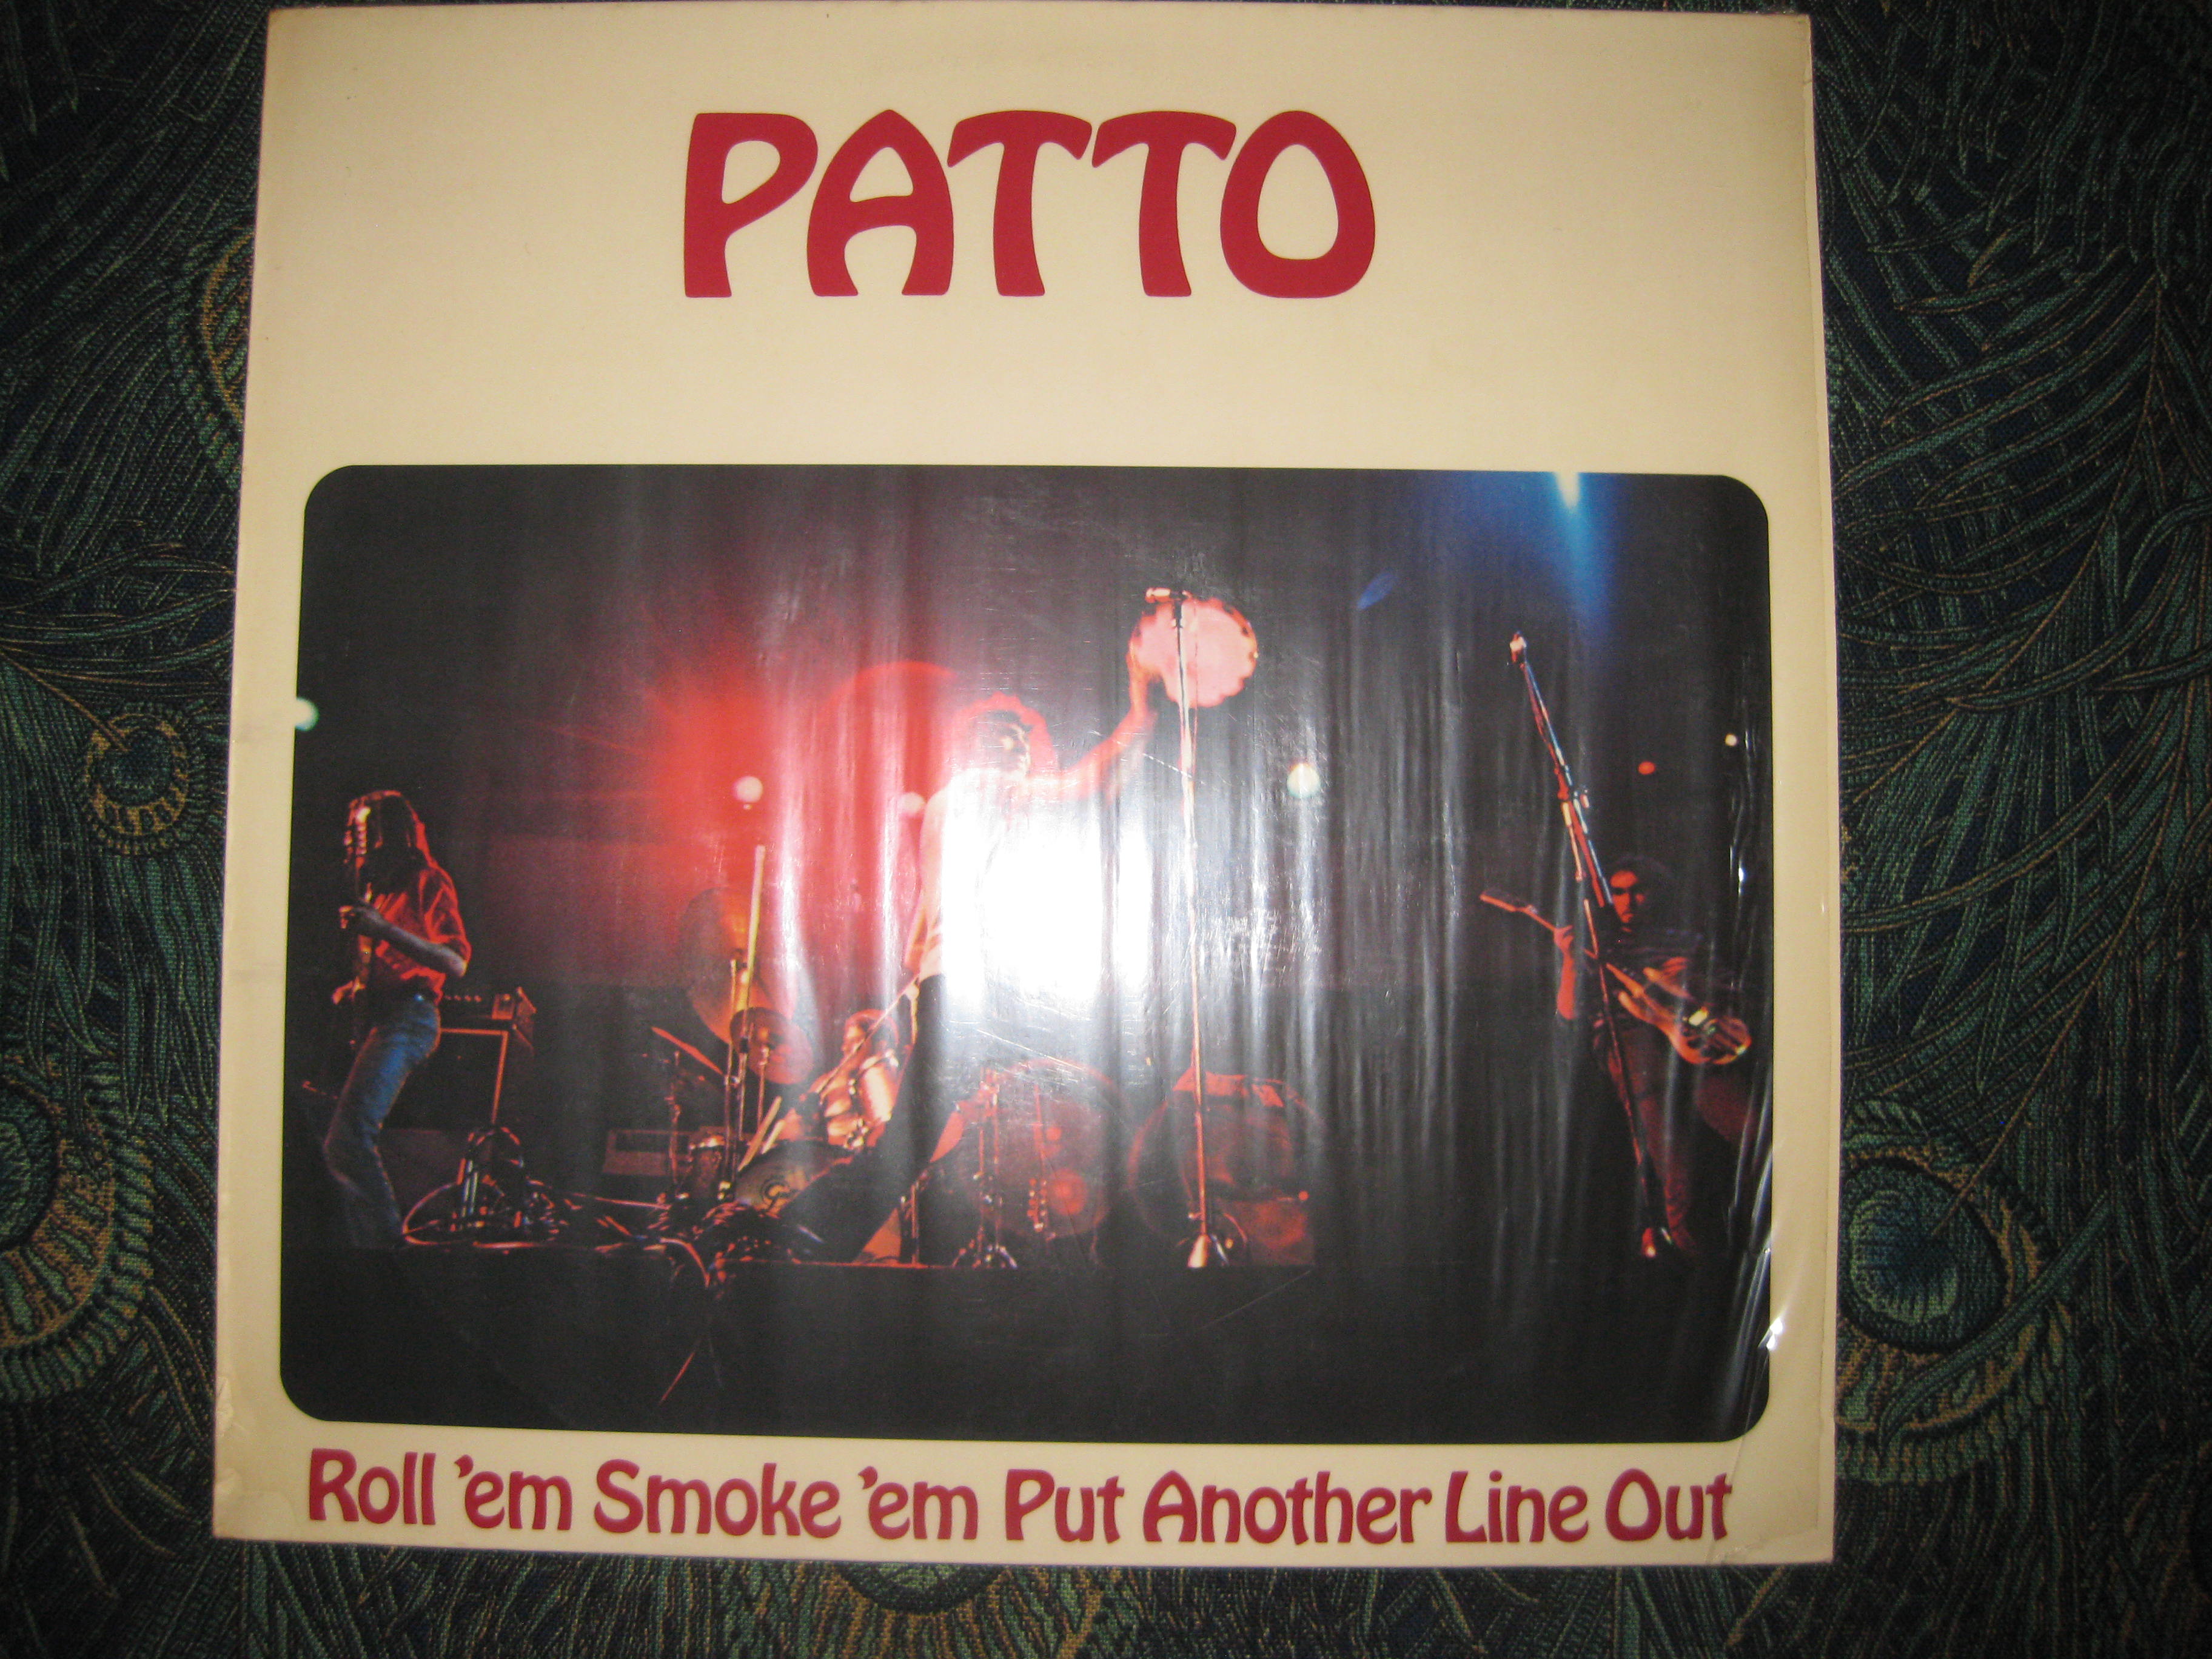 PATTO
Roll 'em Smoke 'em Put Another Line Out